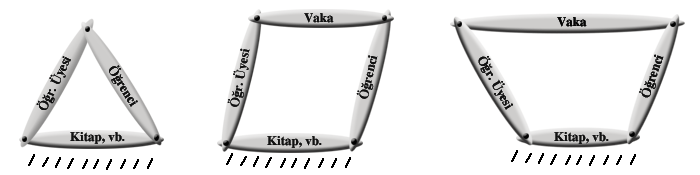 Öğr. Üyesi
Öğrenci
Kitap, vb.
Vaka
Öğr. Üyesi
Öğrenci
Kitap, vb.
Vaka
Öğr. Üyesi
Öğrenci
Kitap, vb.